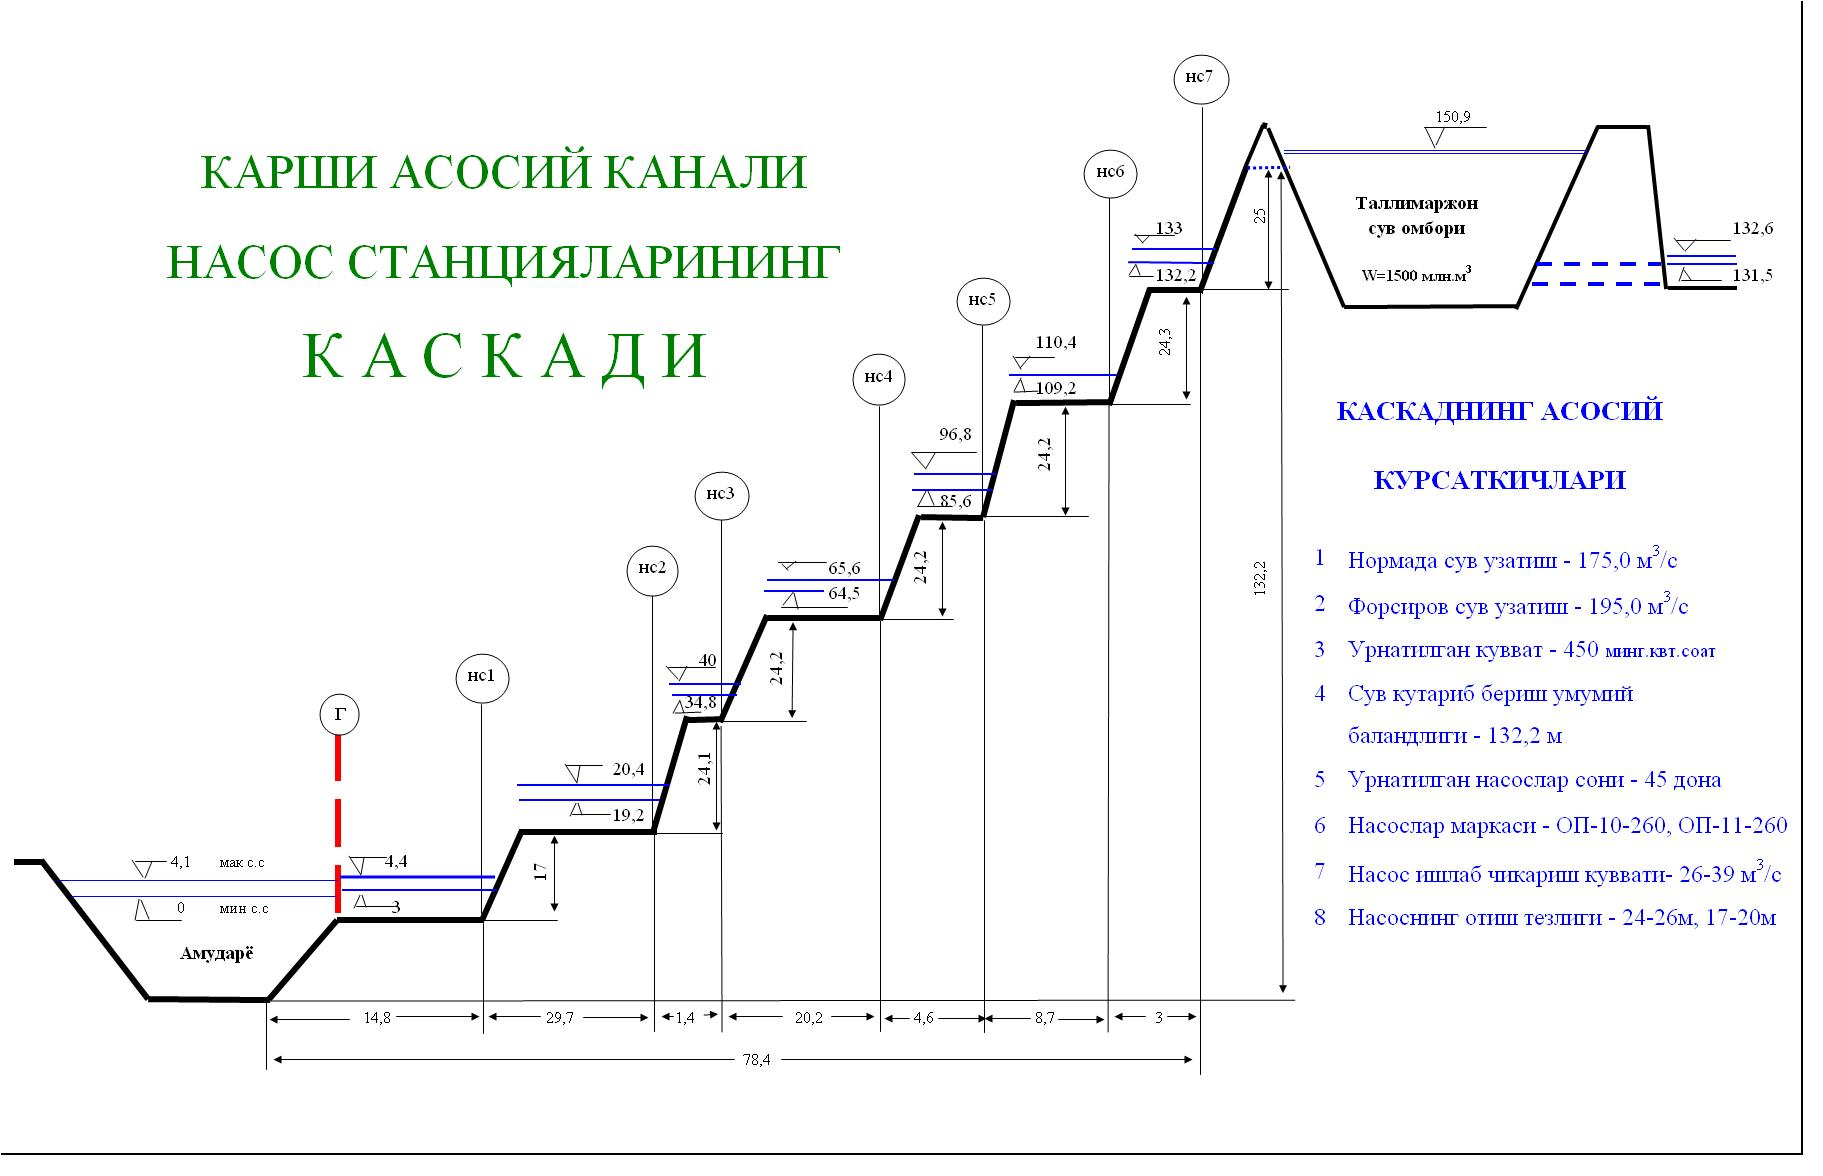 КАРШИ АСОСИЙ КАНАЛИ
НАСОС СТАНЦИЯЛАРИНИНГ
К А С К А Д И
нс7
нс6
нс5
нс4
нс3
нс2
нс1
Г
150,9
Таллимаржон
сув омбори
W=1500 млн.м³
132,6
131,5
25
133
132,2
24,3
110,4
109,2
24,2
96,8
85,6
24,2
65,6
64,5
24,2
40
34,8
24,1
20,4
19,2
17
4,4
3
4,1 мак с.с
0 мин с.с
Амударё
132,2
14,8
29,7
1,4
20,2
4,6
8,7
3
78,4
КАСКАДНИНГ АСОСИЙ
КУРСАТКИЧЛАРИ
1 Нормада сув узатиш - 175,0 м³/с
2 Форсиров сув узатиш - 195,0 м³/с
3 Урнатилган кувват - 450 минг.квт.соат
4 Сув кутариб бериш умумий
баландлиги - 132,2 м
5 Урнатилган насослар сони - 45 дона
6 Насослар маркаси - ОП-10-260, ОП-11-260
7 Насос ишлаб чикариш куввати- 26-39 м³/с
8 Насоснинг отиш тезлиги - 24-26м, 17-20м